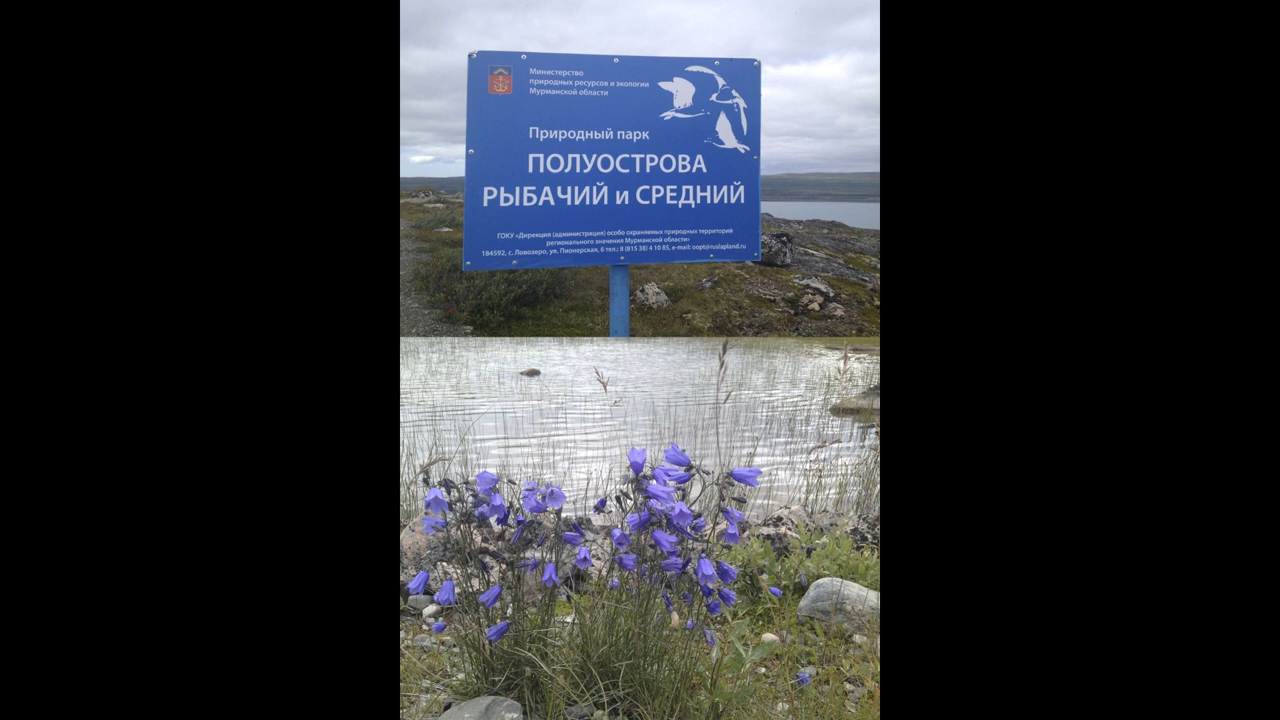 Министерство
природных ресурсов и экологии
Мурманской области
Природный парк
ПОЛУОСТРОВА
РЫБАЧИЙ и СРЕДНИЙ
ГОКУ «Дирекция (администрация) особо охраняемых природных территорий
регионального значения Мурманской области»
184592, с. Ловозеро, ул. Пионерская, 6 тел.: 8 (815 38) 4 10 85, e-mail: oopt@ruslapland.ru